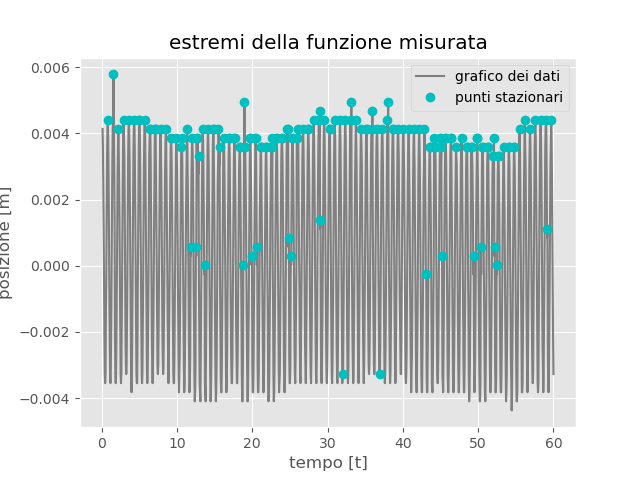 estremi della funzione misurata
grafico dei dati
punti stazionari
0.006
0.004
0.002
0.000
−0.002
−0.004
posizione [m]
0
10
20
30
40
50
60
tempo [t]